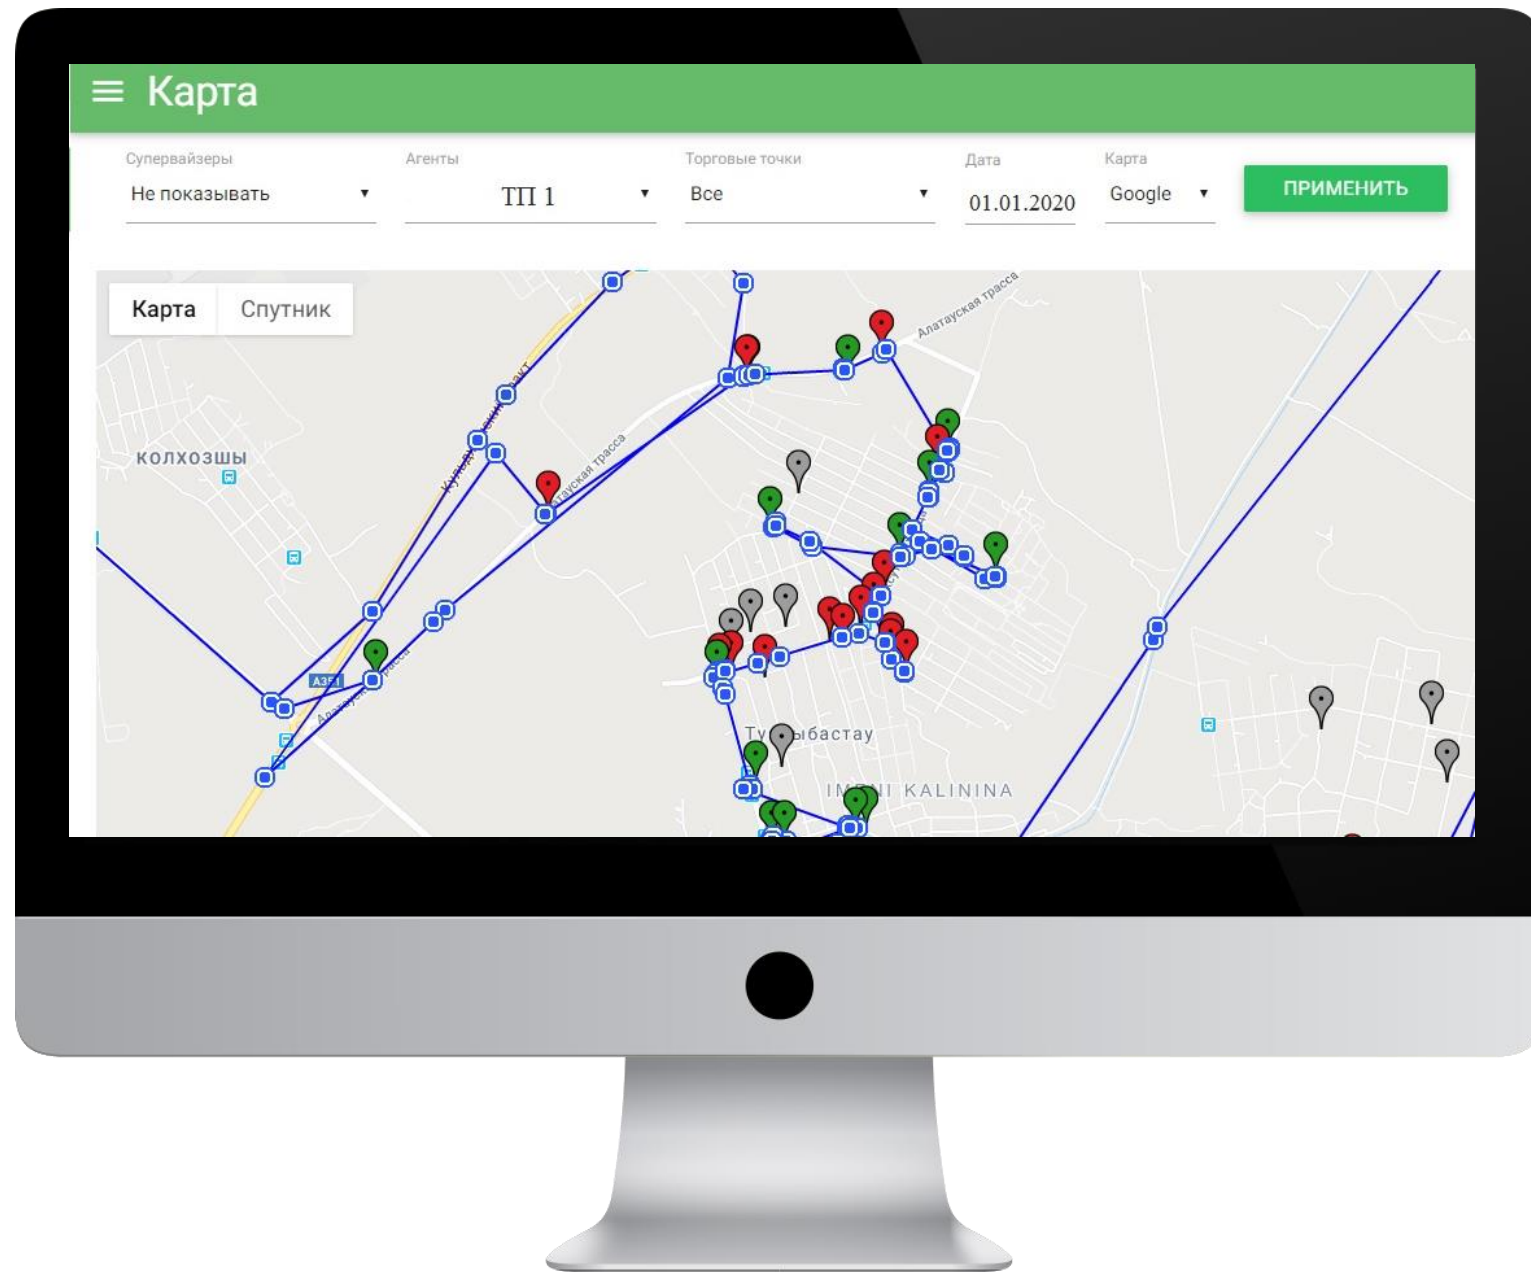 Карта
Супервайзеры
Агенты
Торговые точки
Дата
Карта
Не показывать
ТП 1
Все
01.01.2020
Google
ПРИМЕНИТЬ
Карта
Спутник
Алатауская трасса
КОЛХОЗШЫ
A351
IMENI KALININA